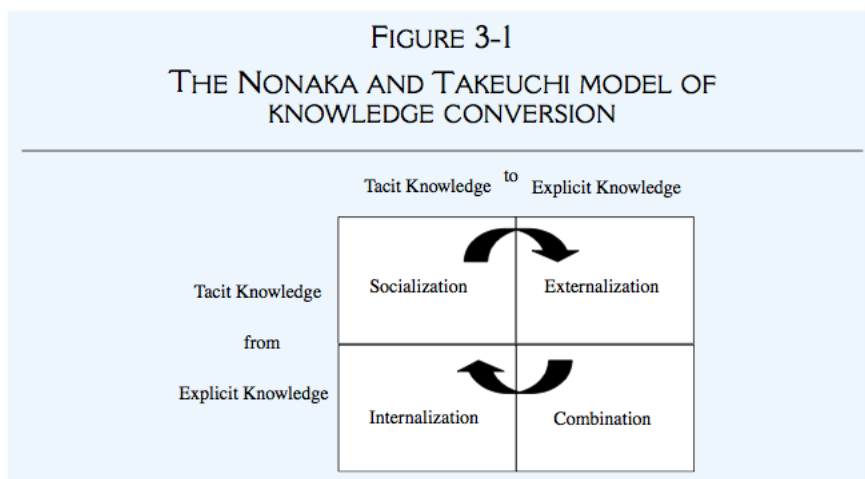 FIGURE 3-1
THE NONAKA AND TAKEUCHI MODEL OF
KNOWLEDGE CONVERSION
Tacit Knowledge to Explicit Knowledge
Socialization
Externalization
Tacit Knowledge
from
Explicit Knowledge
Internalization
Combination